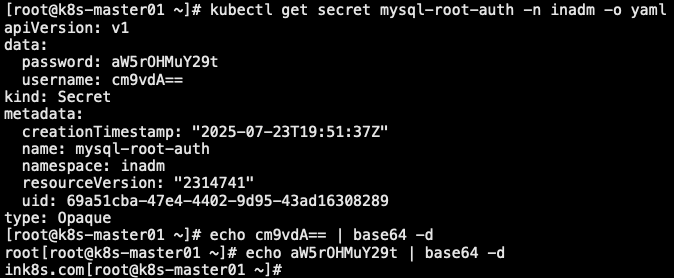 [root@k8s-master01 ~]# kubectl get secret mysql-root-auth -n inadm -o yaml
apiVersion: v1
data:
  password: aW5rOHMuY29t
  username: cm9vdA==
kind: Secret
metadata:
  creationTimestamp: "2025-07-23T19:51:37Z"
  name: mysql-root-auth
  namespace: inadm
  resourceVersion: "2314741"
  uid: 69a51cba-47e4-4402-9d95-43ad16308289
type: Opaque
[root@k8s-master01 ~]# echo cm9vdA== | base64 -d
root[root@k8s-master01 ~]# echo aW5rOHMuY29t | base64 -d
ink8s.com[root@k8s-master01 ~]#